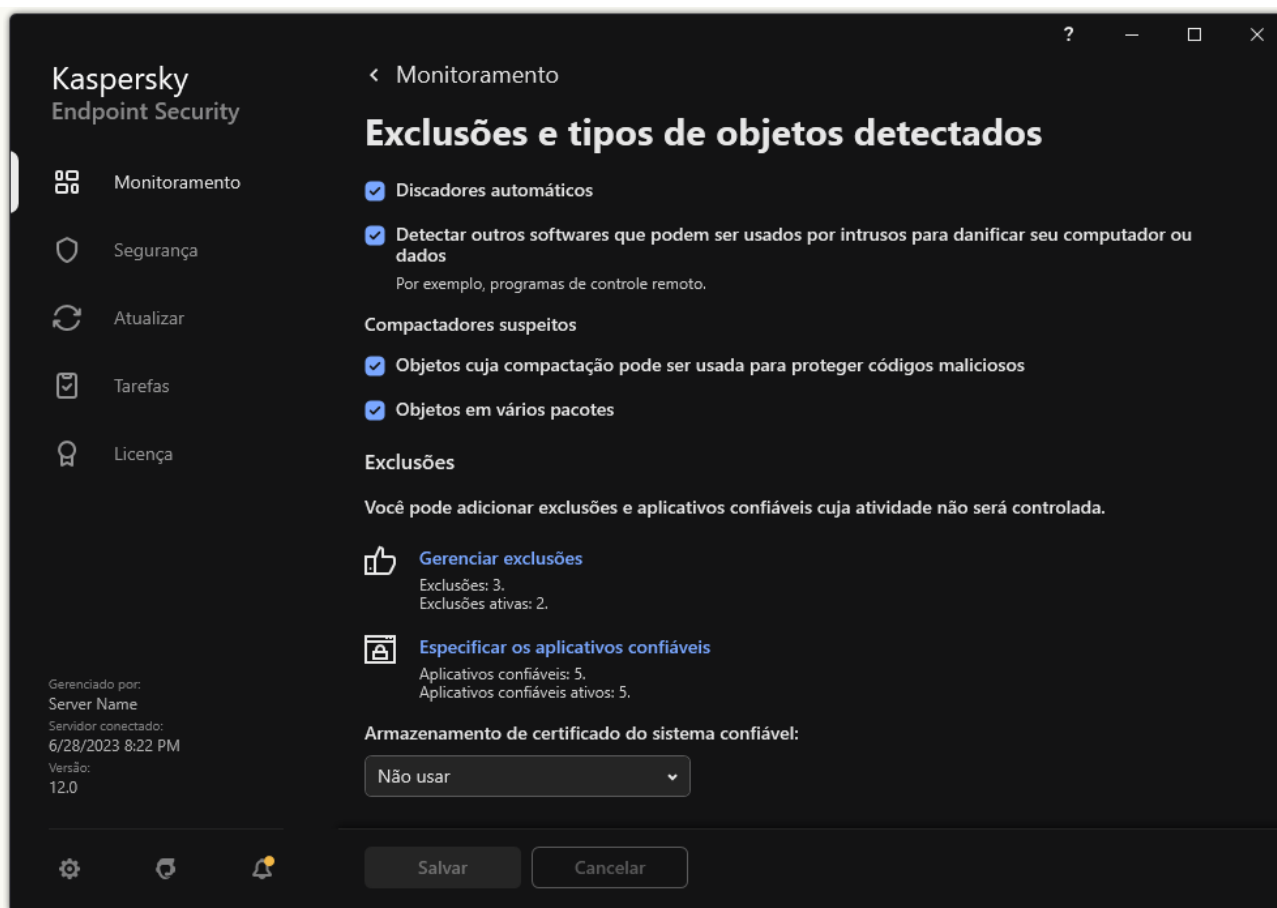 ?
Kaspersky
Endpoint Security
Monitoramento
Segurança
Atualizar
Tarefas
Licença
Gerenciado por:
Server Name
Servidor conectado:
6/28/2023 8:22 PM
Versão:
12.0
< Monitoramento
Exclusões e tipos de objetos detectados
Discadores automáticos
Detectar outros softwares que podem ser usados por intrusos para danificar seu computador ou
dados
Por exemplo, programas de controle remoto.
Compactadores suspeitos
Objetos cuja compactação pode ser usada para proteger códigos maliciosos
Objetos em vários pacotes
Exclusões
Você pode adicionar exclusões e aplicativos confiáveis cuja atividade não será controlada.
Gerenciar exclusões
Exclusões: 3.
Exclusões ativas: 2.
Especificar os aplicativos confiáveis
Aplicativos confiáveis: 5.
Aplicativos confiáveis ativos: 5.
Armazenamento de certificado do sistema confiável:
Não usar
Salvar
Cancelar